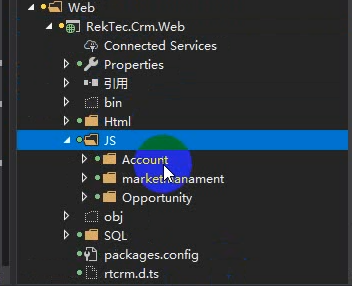 Web
RekTec.Crm.Web
Connected Services
Properties
引用
bin
Html
JS
Account
marketmanament
Opportunity
obj
SQL
packages.config
rtcrm.d.ts